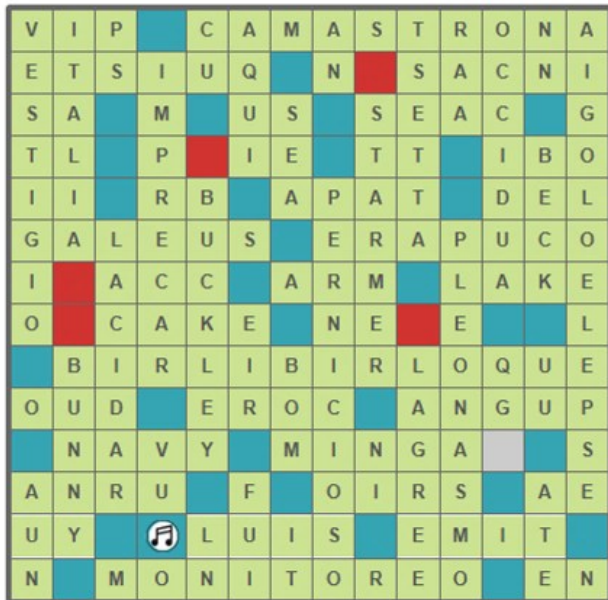 V I P C A M A S T R O N A
E T S I U Q N S A C N I
S A M U S S E A C G
T L P I E T T I B O
I I R B A P A T D E L
G A L E U S E R A P U C O
I A C C A R M L A K E
O C A K E N E E L
B I R L I B I R L O Q U E
O U D E R O C A N G U P
N A V Y M I N G A S
A N R U F O I R S A E
U Y L U I S E M I T
N M O N I T O R E O E N